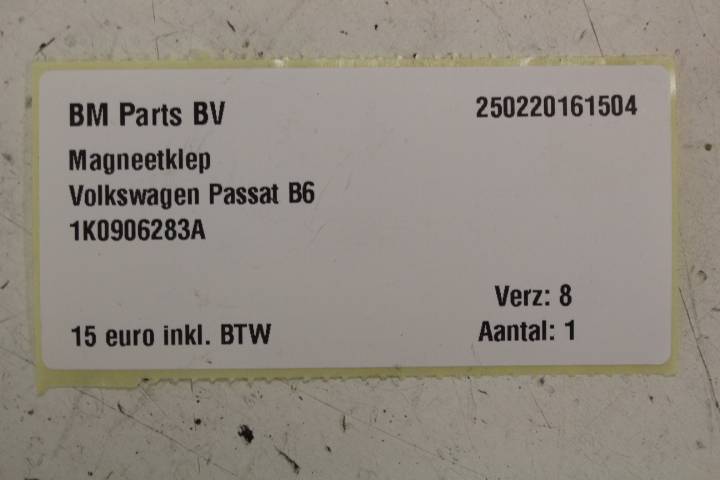 BM Parts BV 250220161504
Magneetklep
Volkswagen Passat B6
1K0906283A
Verz: 8
15 euro inkl. BTW Aantal: 1